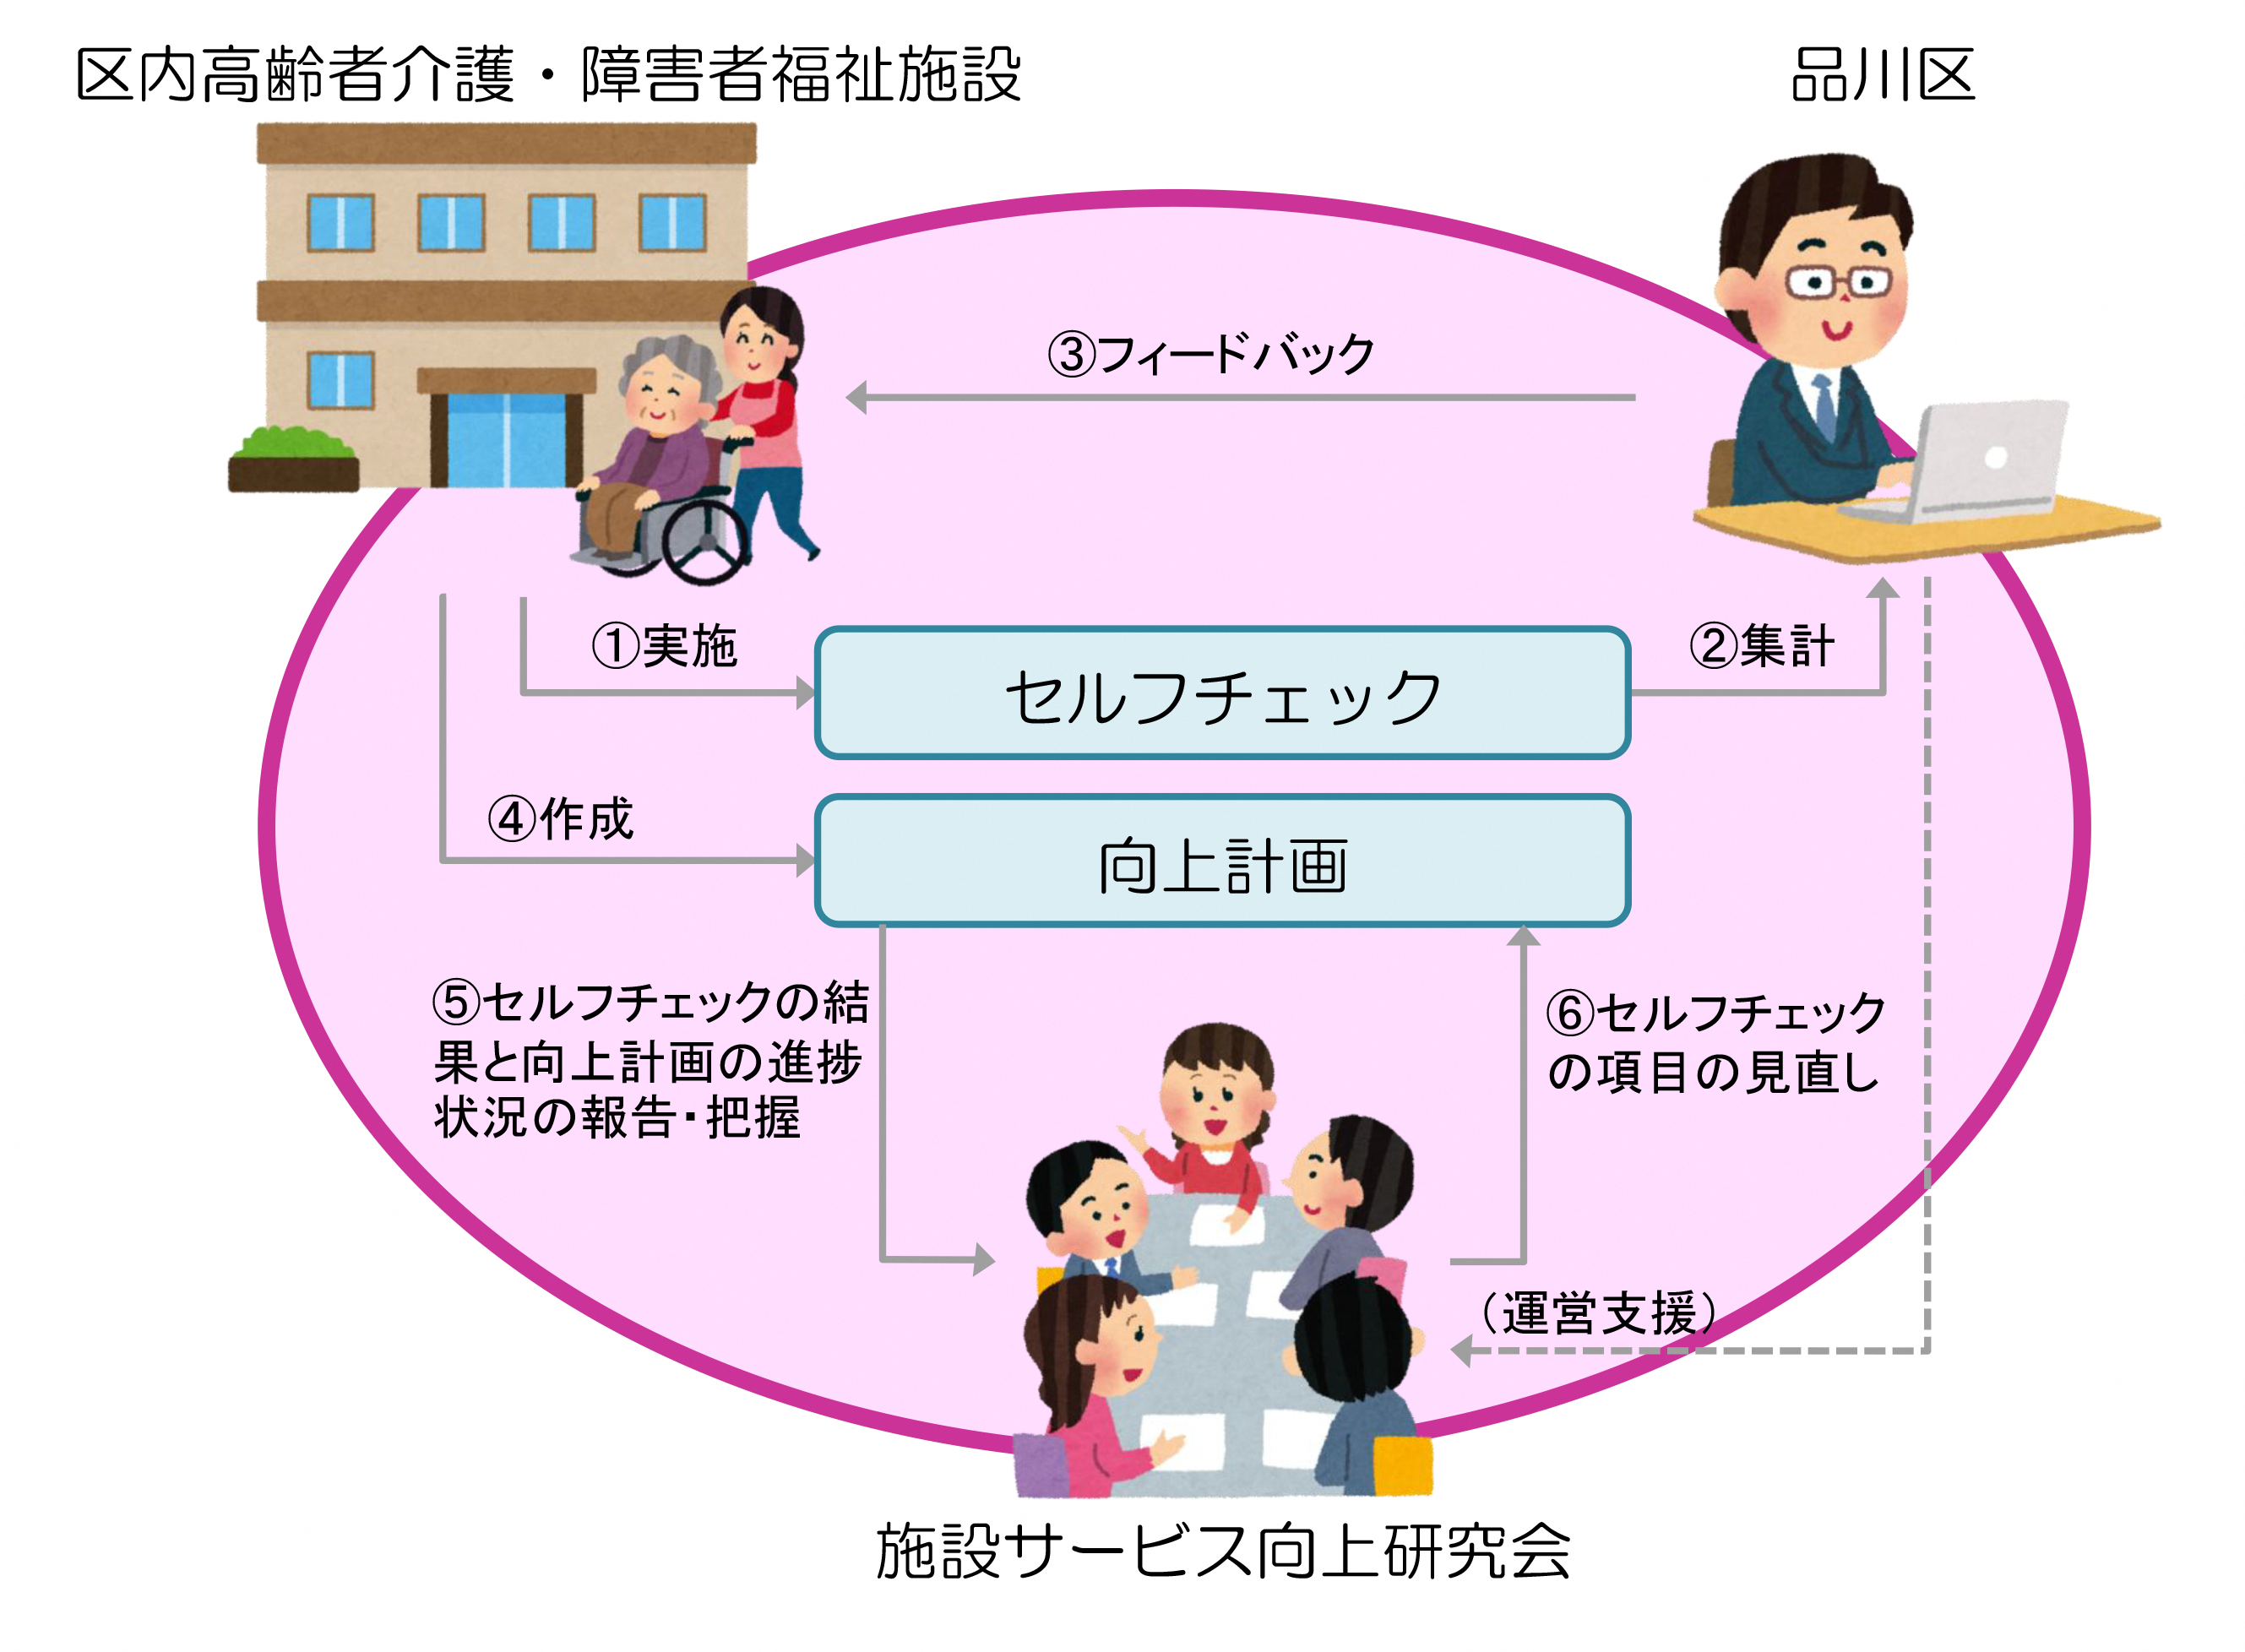 区内高齢者介護・障害者福祉施設
品川区
③フィードバック
①実施
②集計
セルフチェック
④作成
向上計画
⑤セルフチェックの結
果と向上計画の進捗
状況の報告・把握
⑥セルフチェック
の項目の見直し
（運営支援）
施設サービス向上研究会